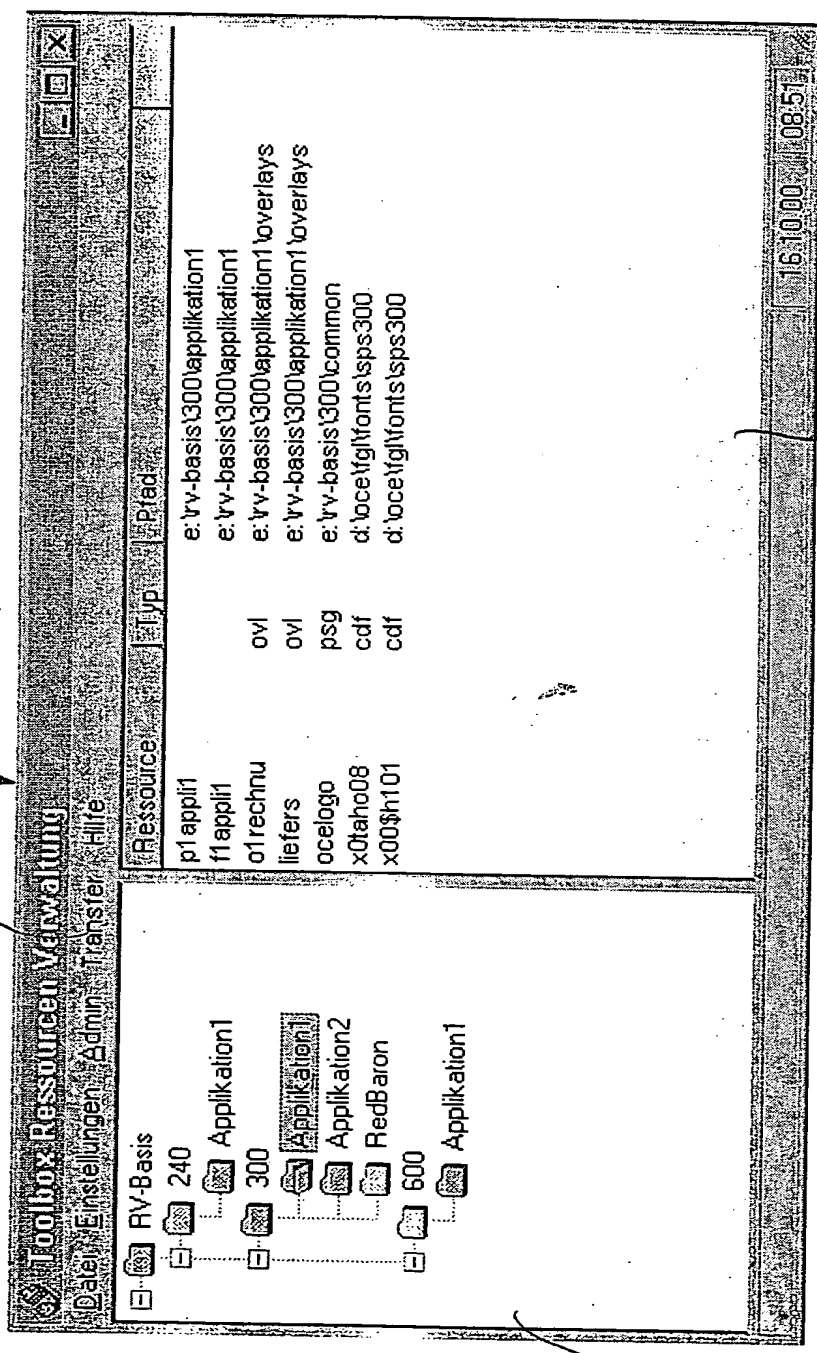 Toolbox Ressourcen Verwaltung
Datei Einstellungen Admin Transfer Hilfe
RV-Basis
240
Applikation1
300
Applikation1
Applikation2
RedBaron
600
Applikation1
Ressource Typ Pfad
p1appli1 e:\rv-basis\300\applikation1
f1appli1 e:\rv-basis\300\applikation1
o1rechnu ovl e:\rv-basis\300\applikation1\overlays
liefers ovl e:\rv-basis\300\applikation1\overlays
ocelogo psg e:\rv-basis\300\common
x0taho08 cdf d:\oce\fgl\fonts\sps300
x00$h101 cdf d:\oce\fgl\fonts\sps300
16.10.00 08:51